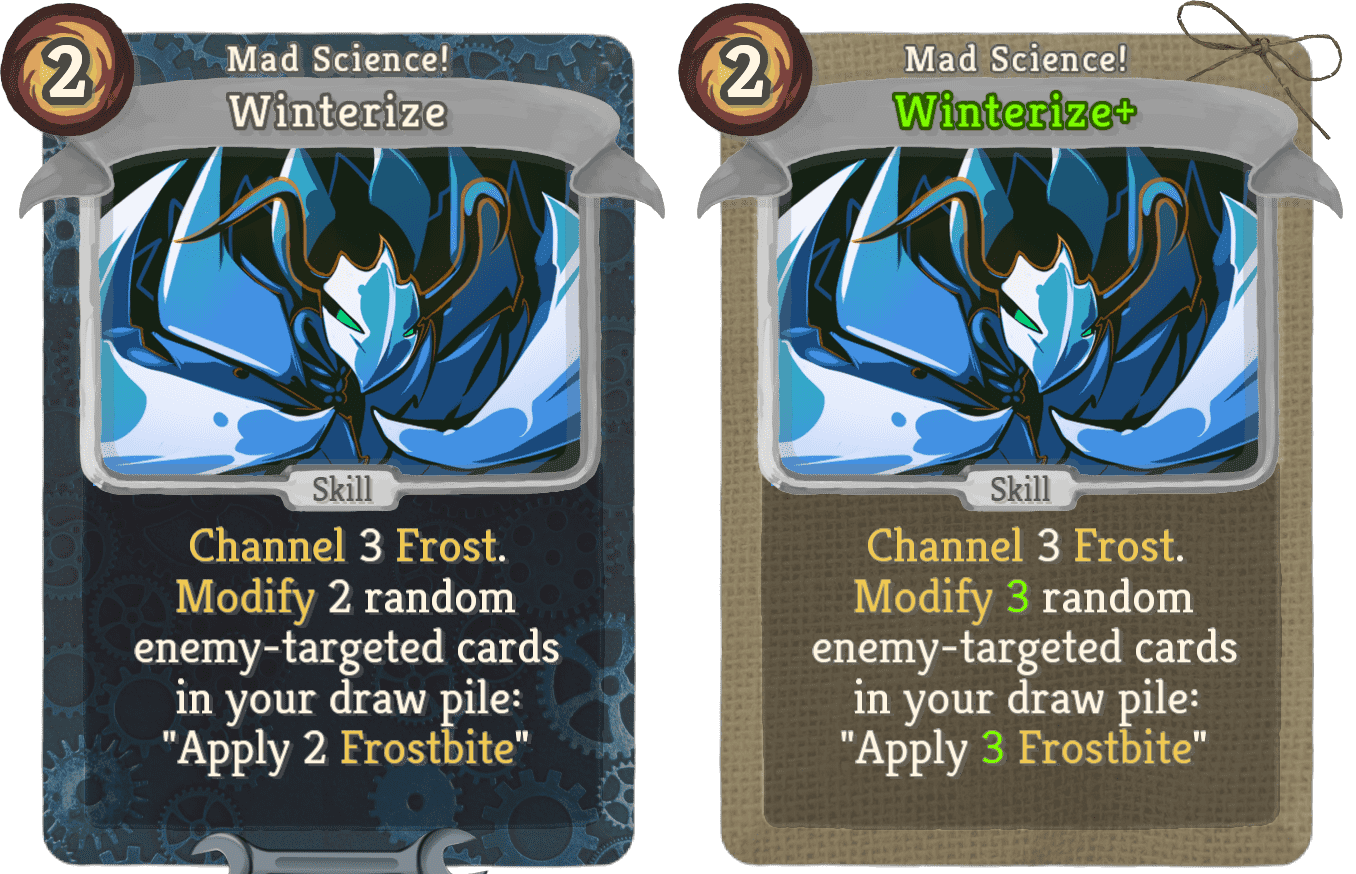 2
Mad Science!
Winterize
Skill
Channel 3 Frost.
Modify 2 random
enemy-targeted cards
in your draw pile:
"Apply 2 Frostbite"
2
Mad Science!
Winterize+
Skill
Channel 3 Frost.
Modify 3 random
enemy-targeted cards
in your draw pile:
"Apply 3 Frostbite"